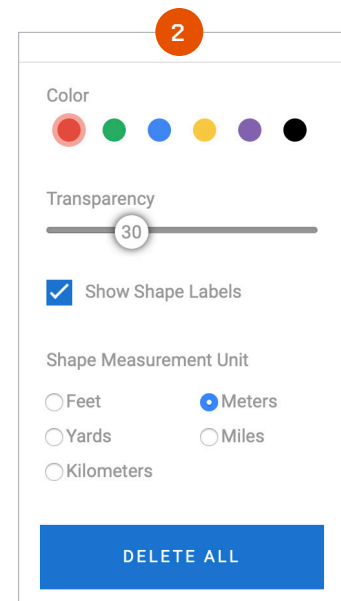 2
Color
Transparency
30
Show Shape Labels
Shape Measurement Unit
Feet
Meters
Yards
Miles
Kilometers
DELETE ALL